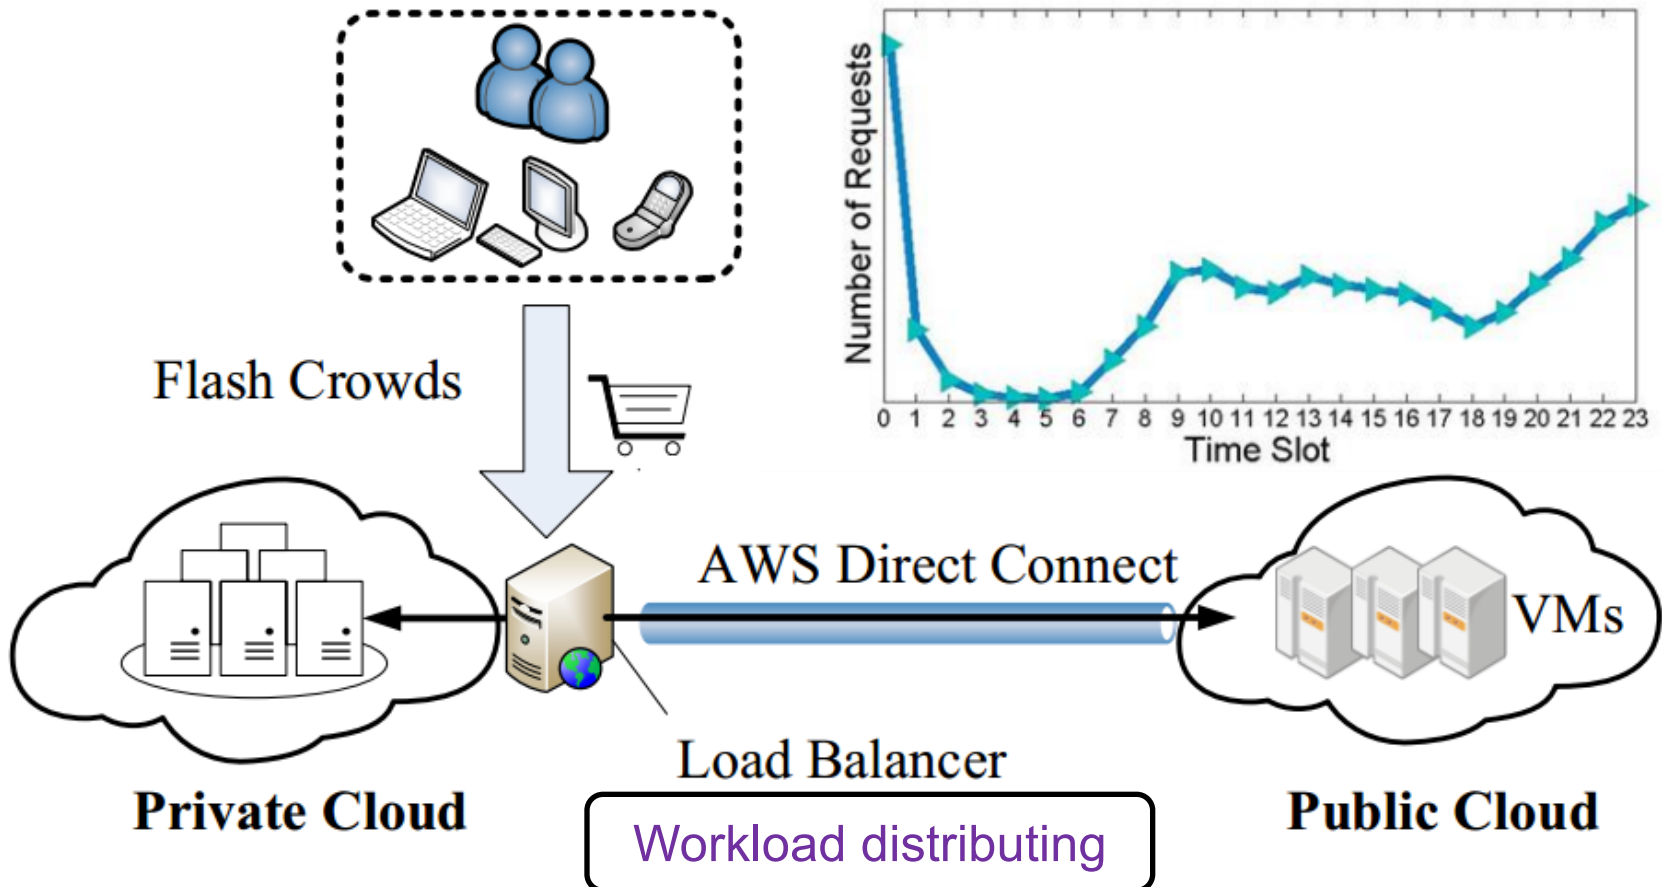 Number of Requests
0 1 2 3 4 5 6 7 8 9 10 11 12 13 14 15 16 17 18 19 20 21 22 23
Time Slot
Flash Crowds
AWS Direct Connect
VMs
Load Balancer
Private Cloud
Public Cloud
Workload distributing